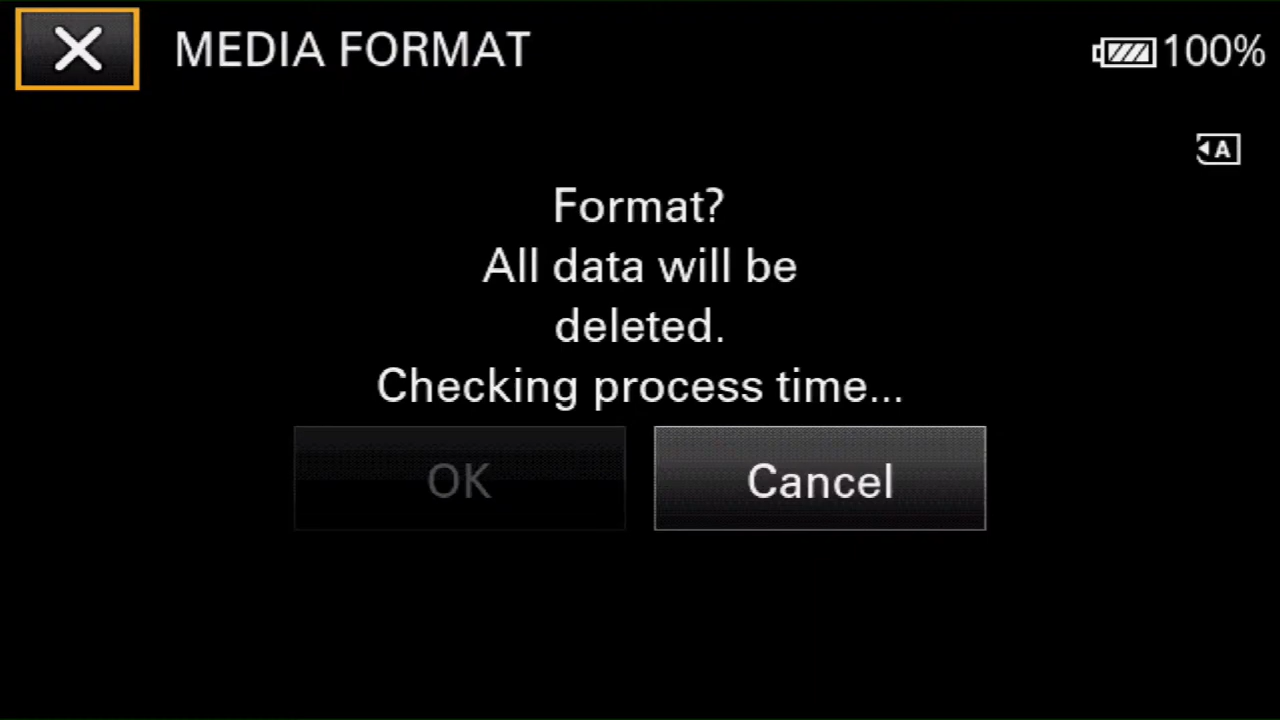 MEDIA FORMAT
100%
A
Format?
All data will be
deleted.
Checking process time...
OK
Cancel